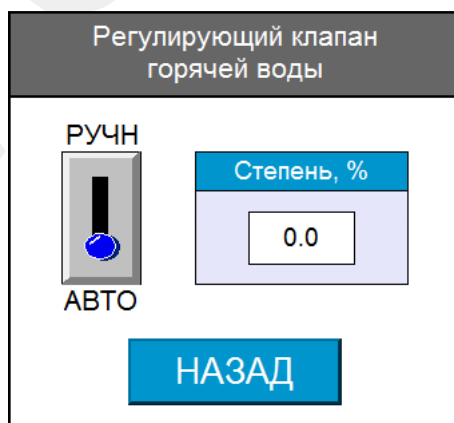 Регулирующий клапан
горячей воды
РУЧН
Степень, %
0.0
АВТО
НАЗАД